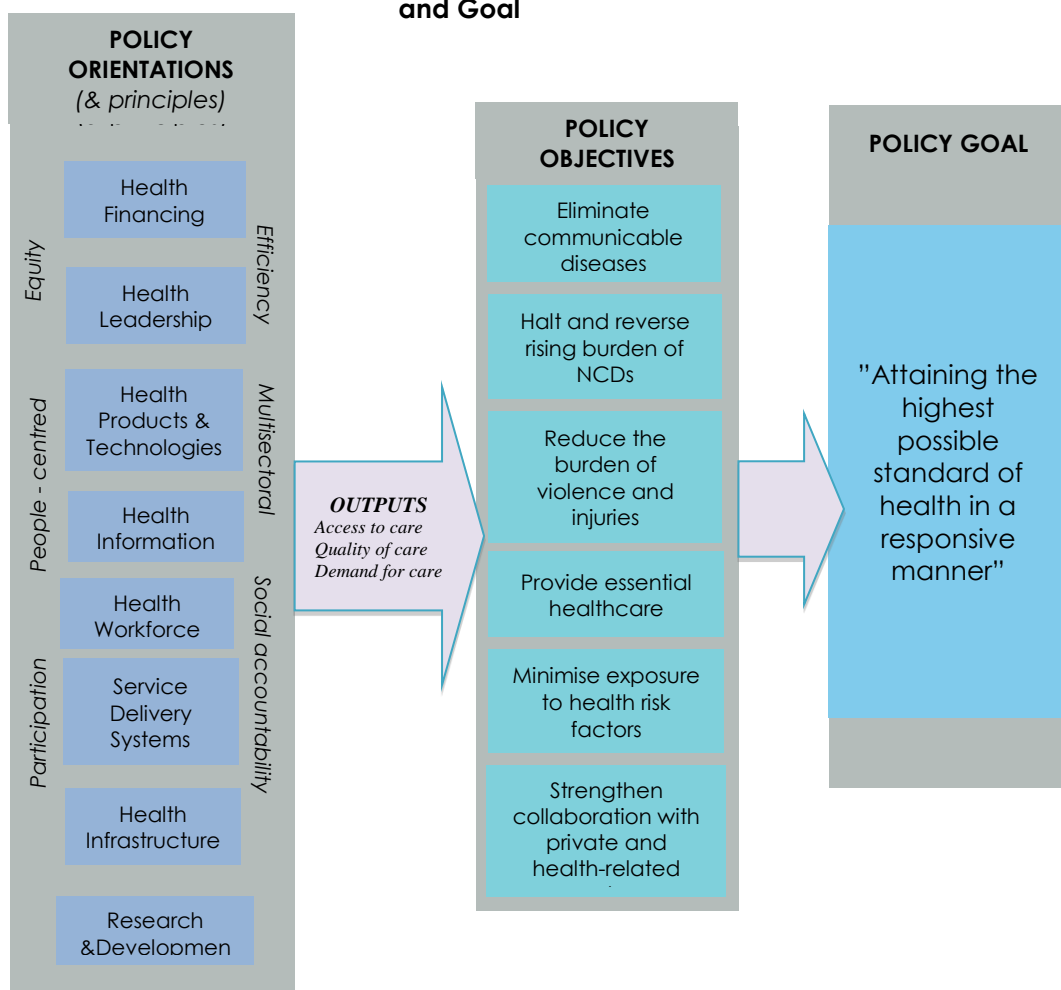 and Goal
POLICY
ORIENTATIONS
(& principles)
Health
Financing
Health
Leadership
Health
Products &
Technologies
Health
Information
Health
Workforce
Service
Delivery
Systems
Health
Infrastructure
Research
&Developmen
Equity
People - centred
Participation
Efficiency
Multisectoral
Social accountability
OUTPUTS
Access to care
Quality of care
Demand for care
POLICY
OBJECTIVES
Eliminate
communicable
diseases
Halt and reverse
rising burden of
NCDs
Reduce the
burden of
violence and
injuries
Provide essential
healthcare
Minimise exposure
to health risk
factors
Strengthen
collaboration with
private and
health-related
POLICY GOAL
”Attaining the
highest
possible
standard of
health in a
responsive
manner”